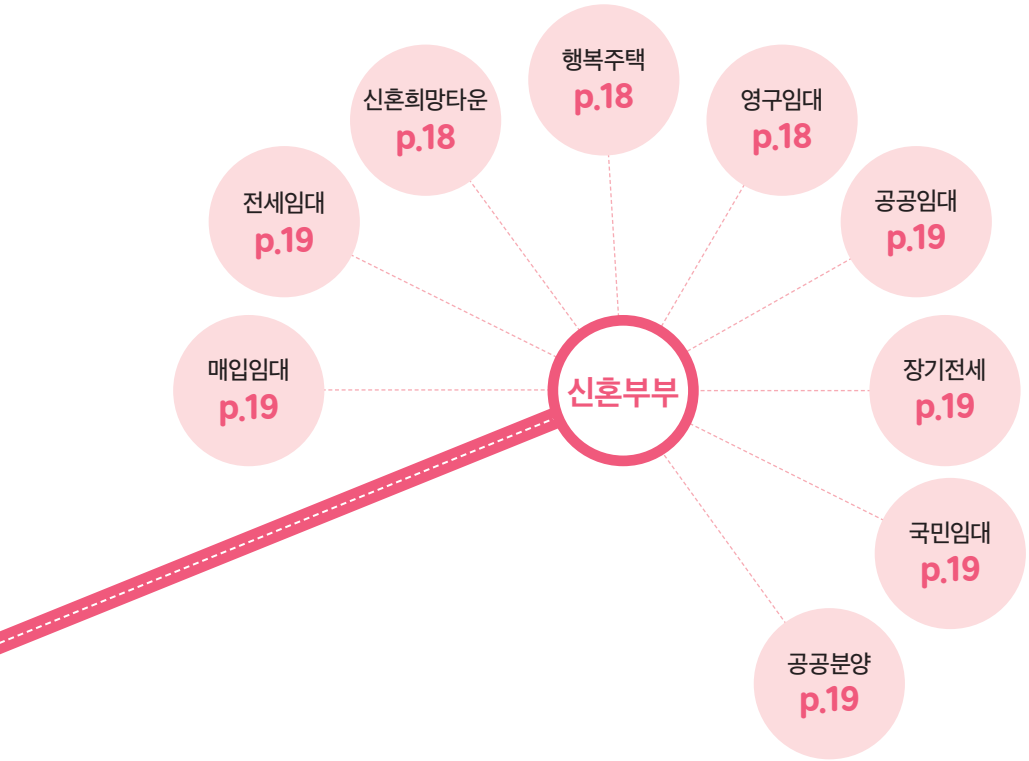 행복주택
p.18
신혼희망타운
p.18
영구임대
p.18
전세임대
p.19
공공임대
p.19
매입임대
p.19
신혼부부
장기전세
p.19
국민임대
p.19
공공분양
p.19